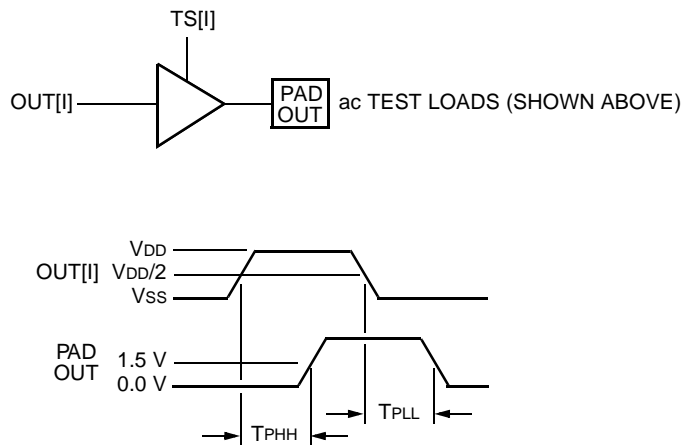 TS[I]
OUT[I]
PAD
OUT
ac TEST LOADS (SHOWN ABOVE)
VDD
OUT[I] VDD/2
VSS
PAD
OUT
1.5 V
0.0 V
TPHH
TPLL